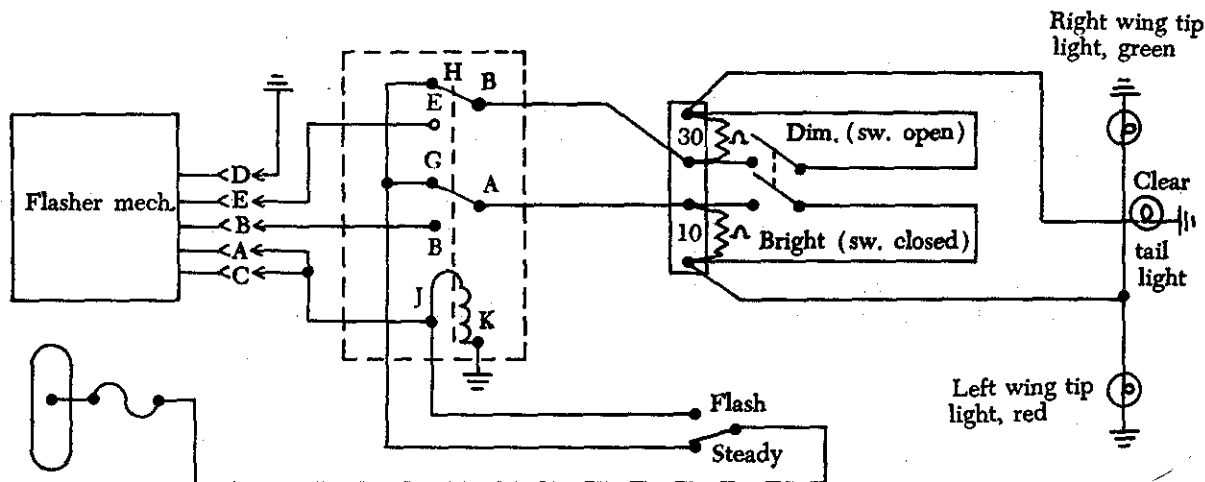 Right wing tip
light, green
H
B
E
30
Dim. (sw. open)
D
G
Flasher mech.
E
A
Clear
B
A
B
10
Bright (sw. closed)
tail
light
C
J
K
Left wing tip
light, red
Flash
Steady